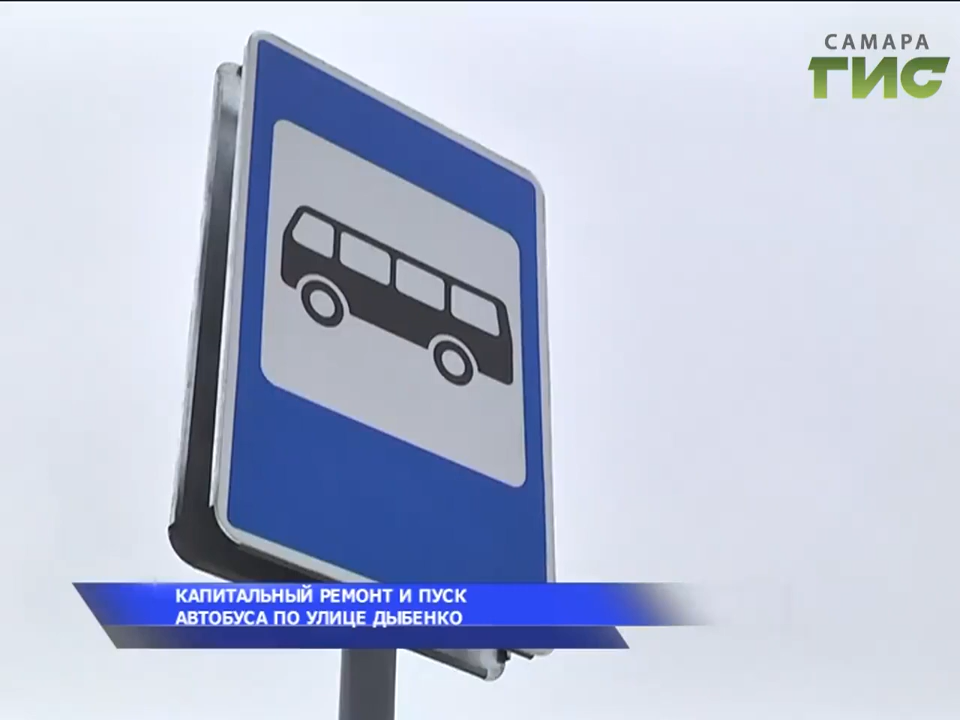 САМАРА
ГИС
КАПИТАЛЬНЫЙ РЕМОНТ И ПУСК
АВТОБУСА ПО УЛИЦЕ ДЫБЕНКО